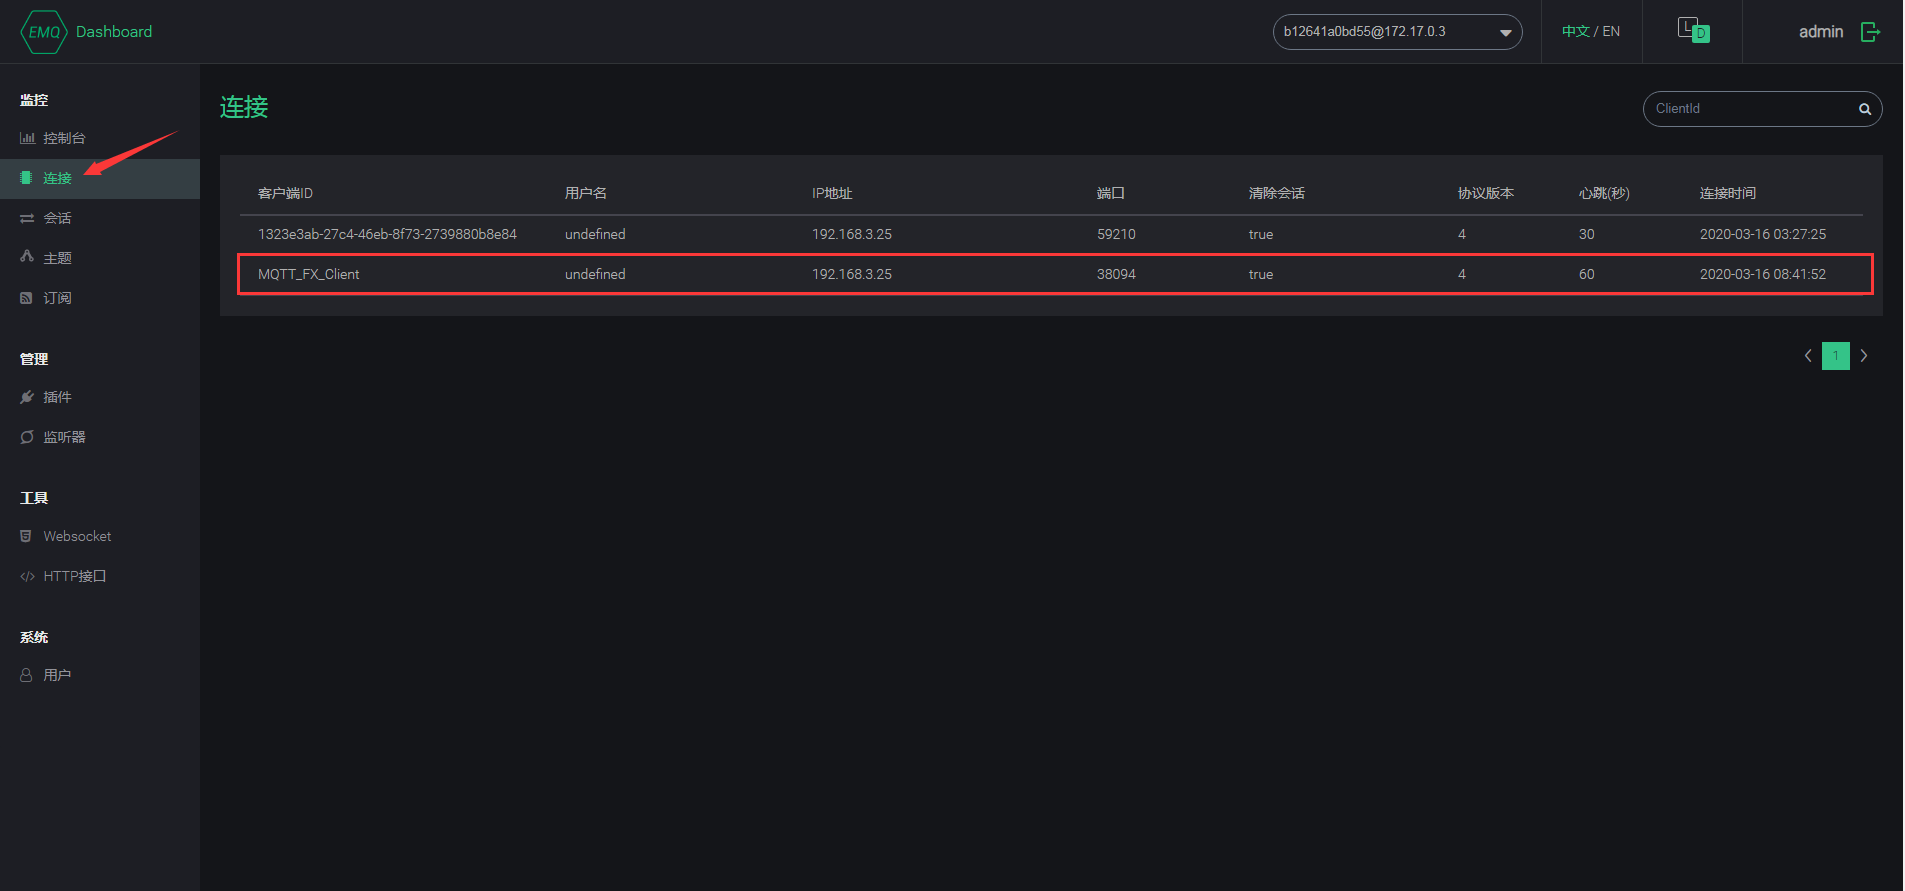 EMQ Dashboard
b12641a0bd55@172.17.0.3
中文 / EN
L
D
admin
监控
控制台
连接
会话
主题
订阅
管理
插件
监听器
工具
Websocket
HTTP接口
系统
用户
连接
ClientId
客户端ID 用户名 IP地址 端口 清除会话 协议版本 心跳(秒) 连接时间
1323e3ab-27c4-46eb-8f73-2739880b8e84 undefined 192.168.3.25 59210 true 4 30 2020-03-16 03:27:25
MQTT_FX_Client undefined 192.168.3.25 38094 true 4 60 2020-03-16 08:41:52
1